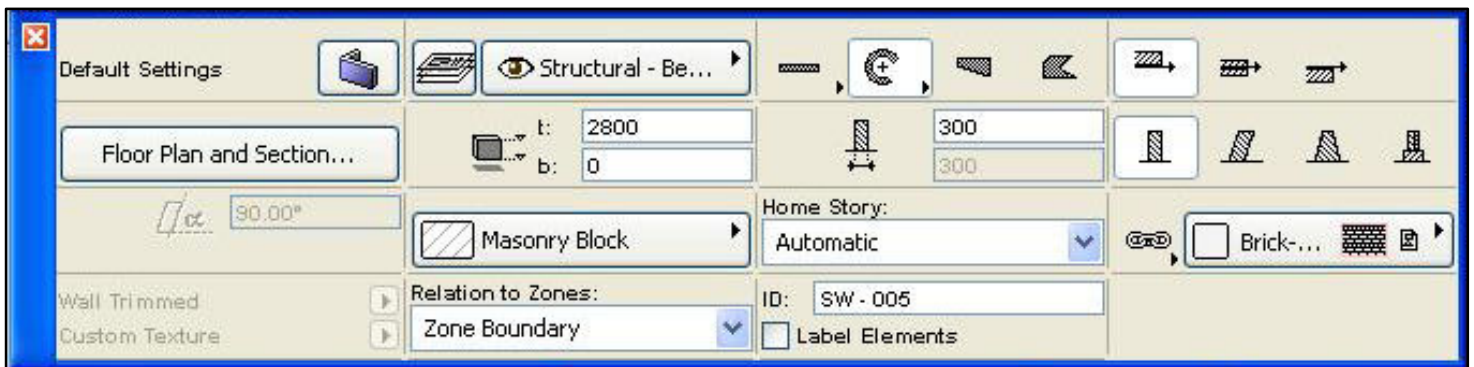 Default Settings
Structural - Be...
Floor Plan and Section...
t: 2800
b: 0
300
300
α 90.00°
Masonry Block
Home Story:
Automatic
Brick-...
Wall Trimmed
Custom Texture
Relation to Zones:
Zone Boundary
ID: SW - 005
Label Elements